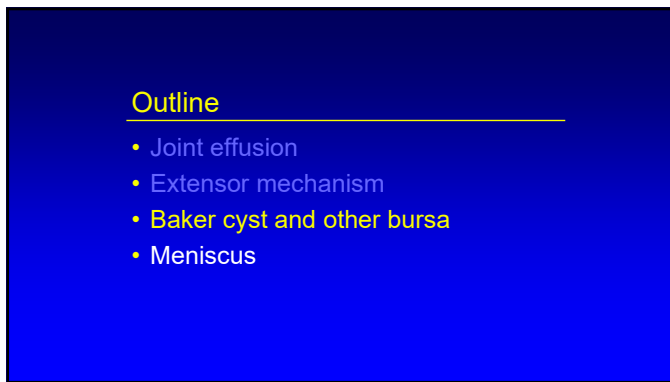 Outline
• Joint effusion
• Extensor mechanism
• Baker cyst and other bursa
• Meniscus